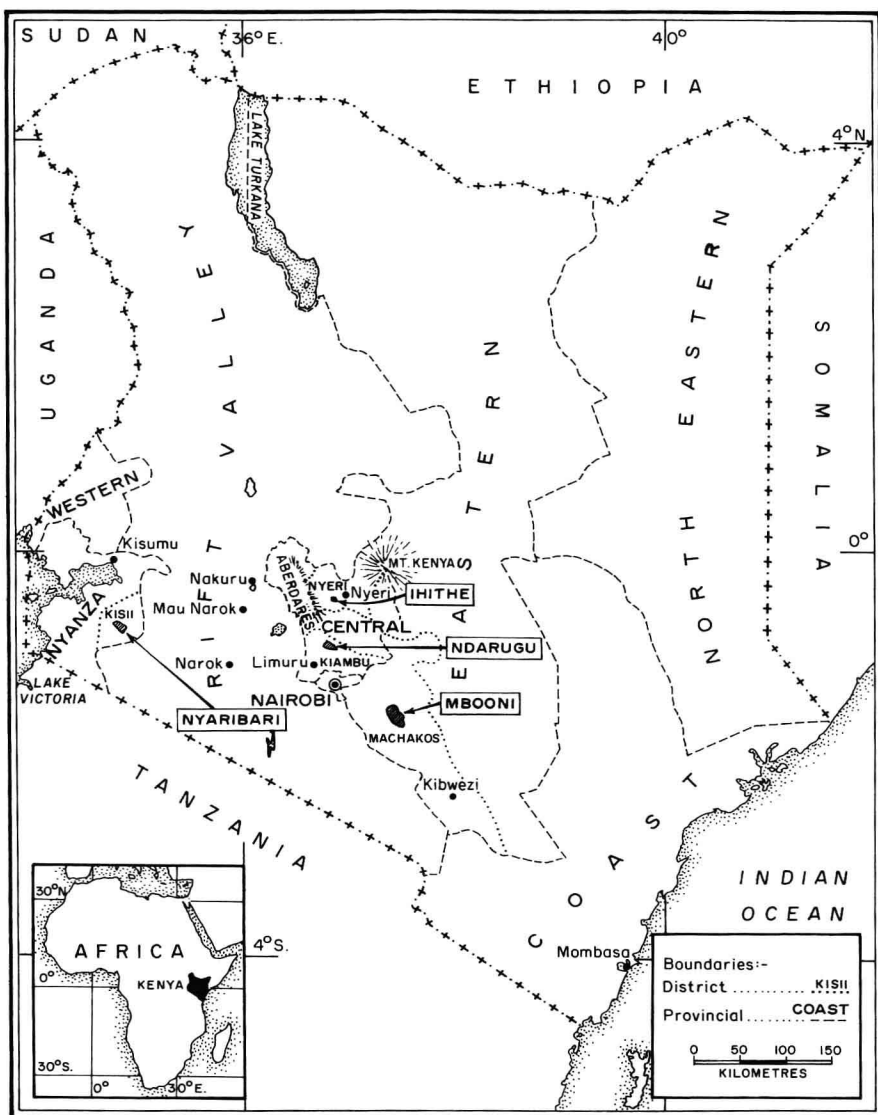 SUDAN
36°E.
40°
ETHIOPIA
4°N
LAKE TURKANA
UGANDA
RIFT VALLEY
EASTERN
NORTH EASTERN
SOMALIA
WESTERN
0°
Kisumu
MT. KENYA
Nakuru
ABERDARES
NYERI
Nyeri
IHITHE
NYANZA
KISII
Mau Narok
CENTRAL
NDARUGU
Narok
Limuru
KIAMBU
LAKE
VICTORIA
NAIROBI
MBOONI
NYARIBARI
MACHAKOS
Kibwezi
TANZANIA
COAST
INDIAN
OCEAN
30°N
AFRICA
4°S.
Mombasa
0°
KENYA
30°S.
0°
30°E.
Boundaries:-
District .......... KISII
Provincial .......... COAST
0 50 100 150
KILOMETRES